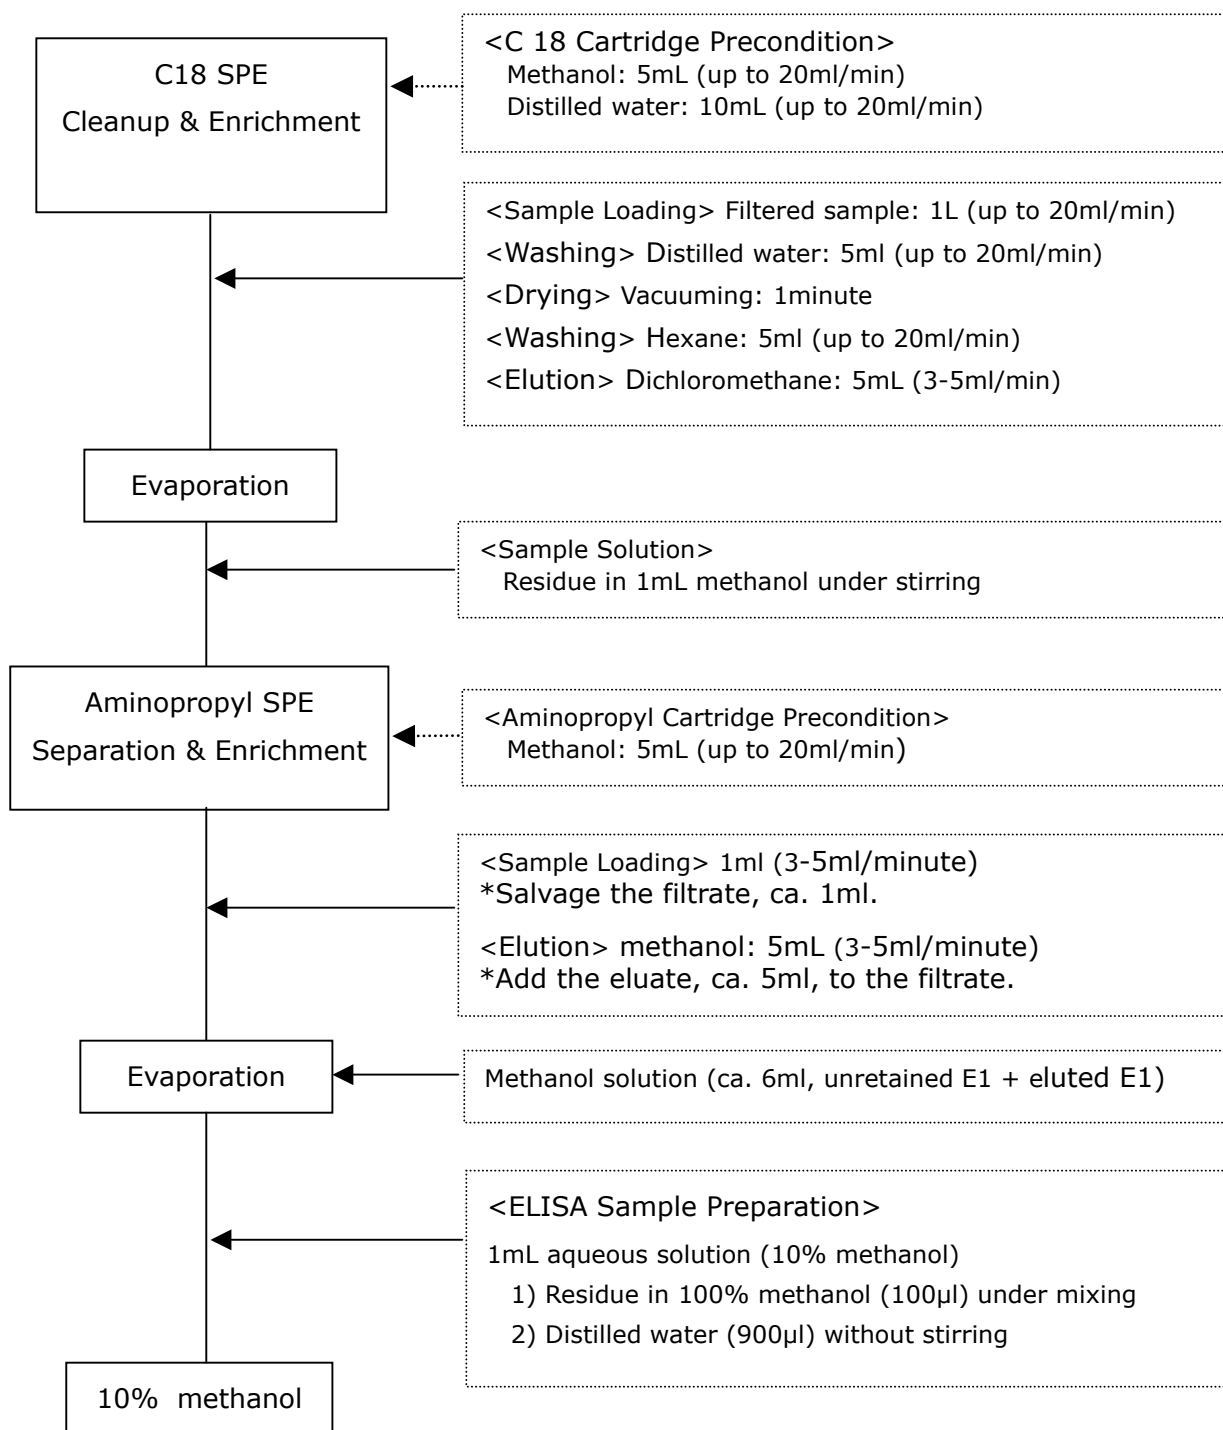 C18 SPE
Cleanup & Enrichment
<C 18 Cartridge Precondition>
Methanol: 5mL (up to 20ml/min)
Distilled water: 10mL (up to 20ml/min)
<Sample Loading> Filtered sample: 1L (up to 20ml/min)
<Washing> Distilled water: 5ml (up to 20ml/min)
<Drying> Vacuuming: 1minute
<Washing> Hexane: 5ml (up to 20ml/min)
<Elution> Dichloromethane: 5mL (3-5ml/min)
Evaporation
<Sample Solution>
Residue in 1mL methanol under stirring
Aminopropyl SPE
Separation & Enrichment
<Aminopropyl Cartridge Precondition>
Methanol: 5mL (up to 20ml/min)
<Sample Loading> 1ml (3-5ml/minute)
*Salvage the filtrate, ca. 1ml.
<Elution> methanol: 5mL (3-5ml/minute)
*Add the eluate, ca. 5ml, to the filtrate.
Evaporation
Methanol solution (ca. 6ml, unretained E1 + eluted E1)
<ELISA Sample Preparation>
1mL aqueous solution (10% methanol)
1) Residue in 100% methanol (100µl) under mixing
2) Distilled water (900µl) without stirring
10% methanol